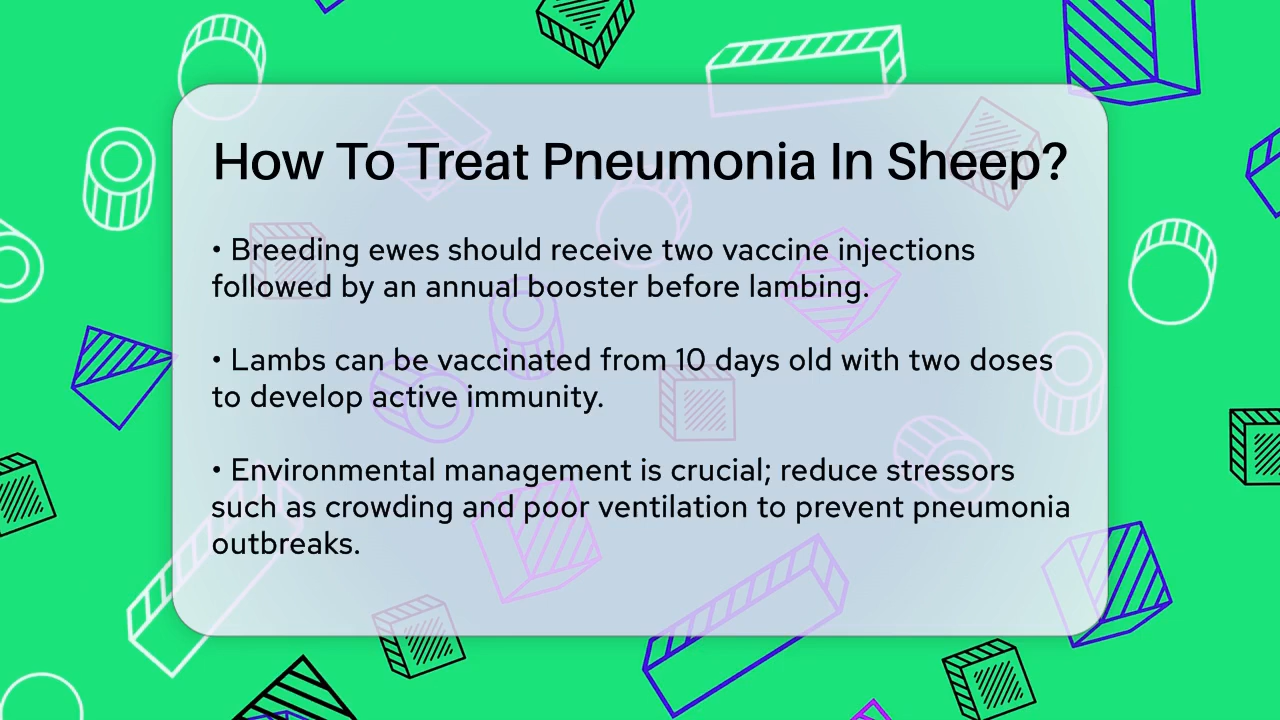 How To Treat Pneumonia In Sheep?
• Breeding ewes should receive two vaccine injections
followed by an annual booster before lambing.
• Lambs can be vaccinated from 10 days old with two doses
to develop active immunity.
• Environmental management is crucial; reduce stressors
such as crowding and poor ventilation to prevent pneumonia
outbreaks.